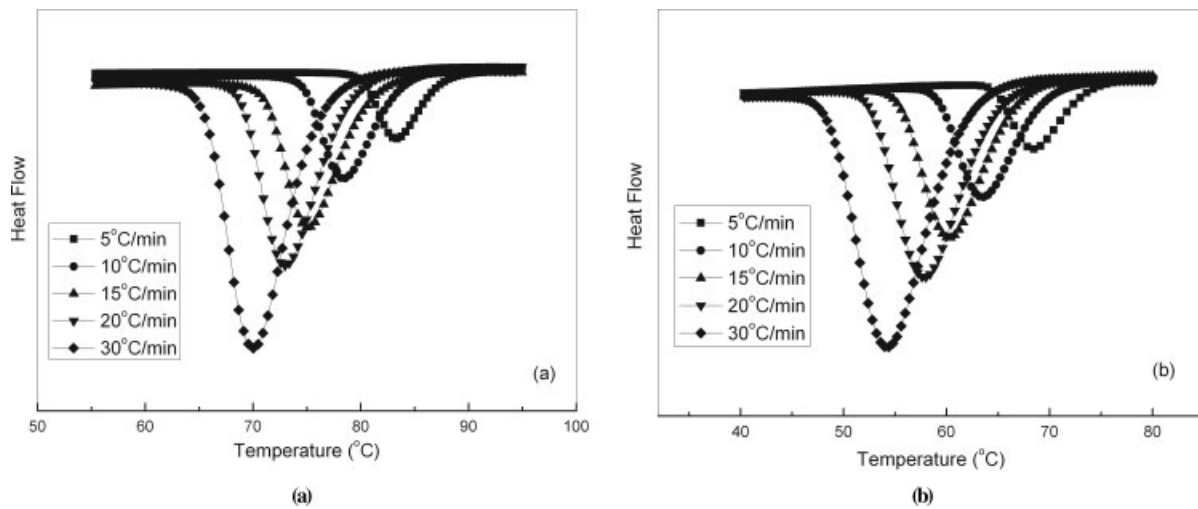 Heat Flow
5°C/min
10°C/min
15°C/min
20°C/min
30°C/min
(a)
50 60 70 80 90 100
Temperature (°C)
(a)
Heat Flow
5°C/min
10°C/min
15°C/min
20°C/min
30°C/min
(b)
40 50 60 70 80
Temperature (°C)
(b)